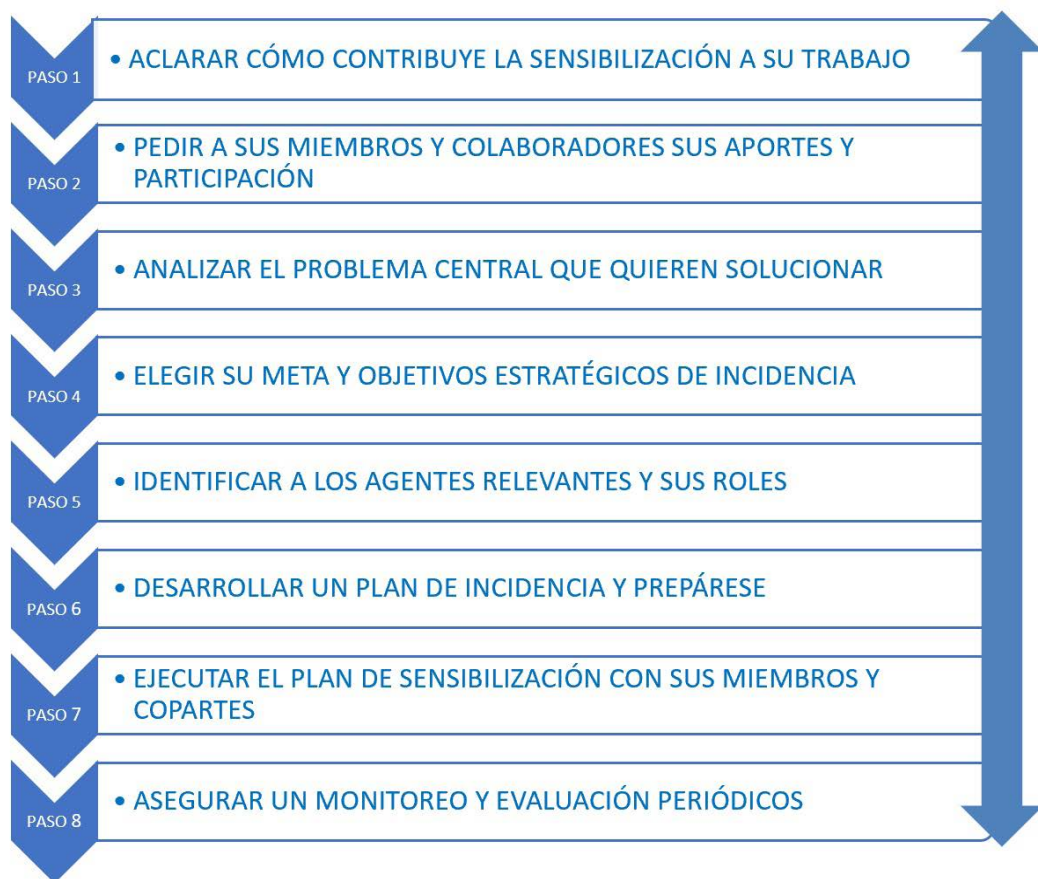 PASO 1
• ACLARAR CÓMO CONTRIBUYE LA SENSIBILIZACIÓN A SU TRABAJO
PASO 2
• PEDIR A SUS MIEMBROS Y COLABORADORES SUS APORTES Y
PARTICIPACIÓN
PASO 3
• ANALIZAR EL PROBLEMA CENTRAL QUE QUIEREN SOLUCIONAR
PASO 4
• ELEGIR SU META Y OBJETIVOS ESTRATÉGICOS DE INCIDENCIA
PASO 5
• IDENTIFICAR A LOS AGENTES RELEVANTES Y SUS ROLES
PASO 6
• DESARROLLAR UN PLAN DE INCIDENCIA Y PREPÁRESE
PASO 7
• EJECUTAR EL PLAN DE SENSIBILIZACIÓN CON SUS MIEMBROS Y
COPARTES
PASO 8
• ASEGURAR UN MONITOREO Y EVALUACIÓN PERIÓDICOS